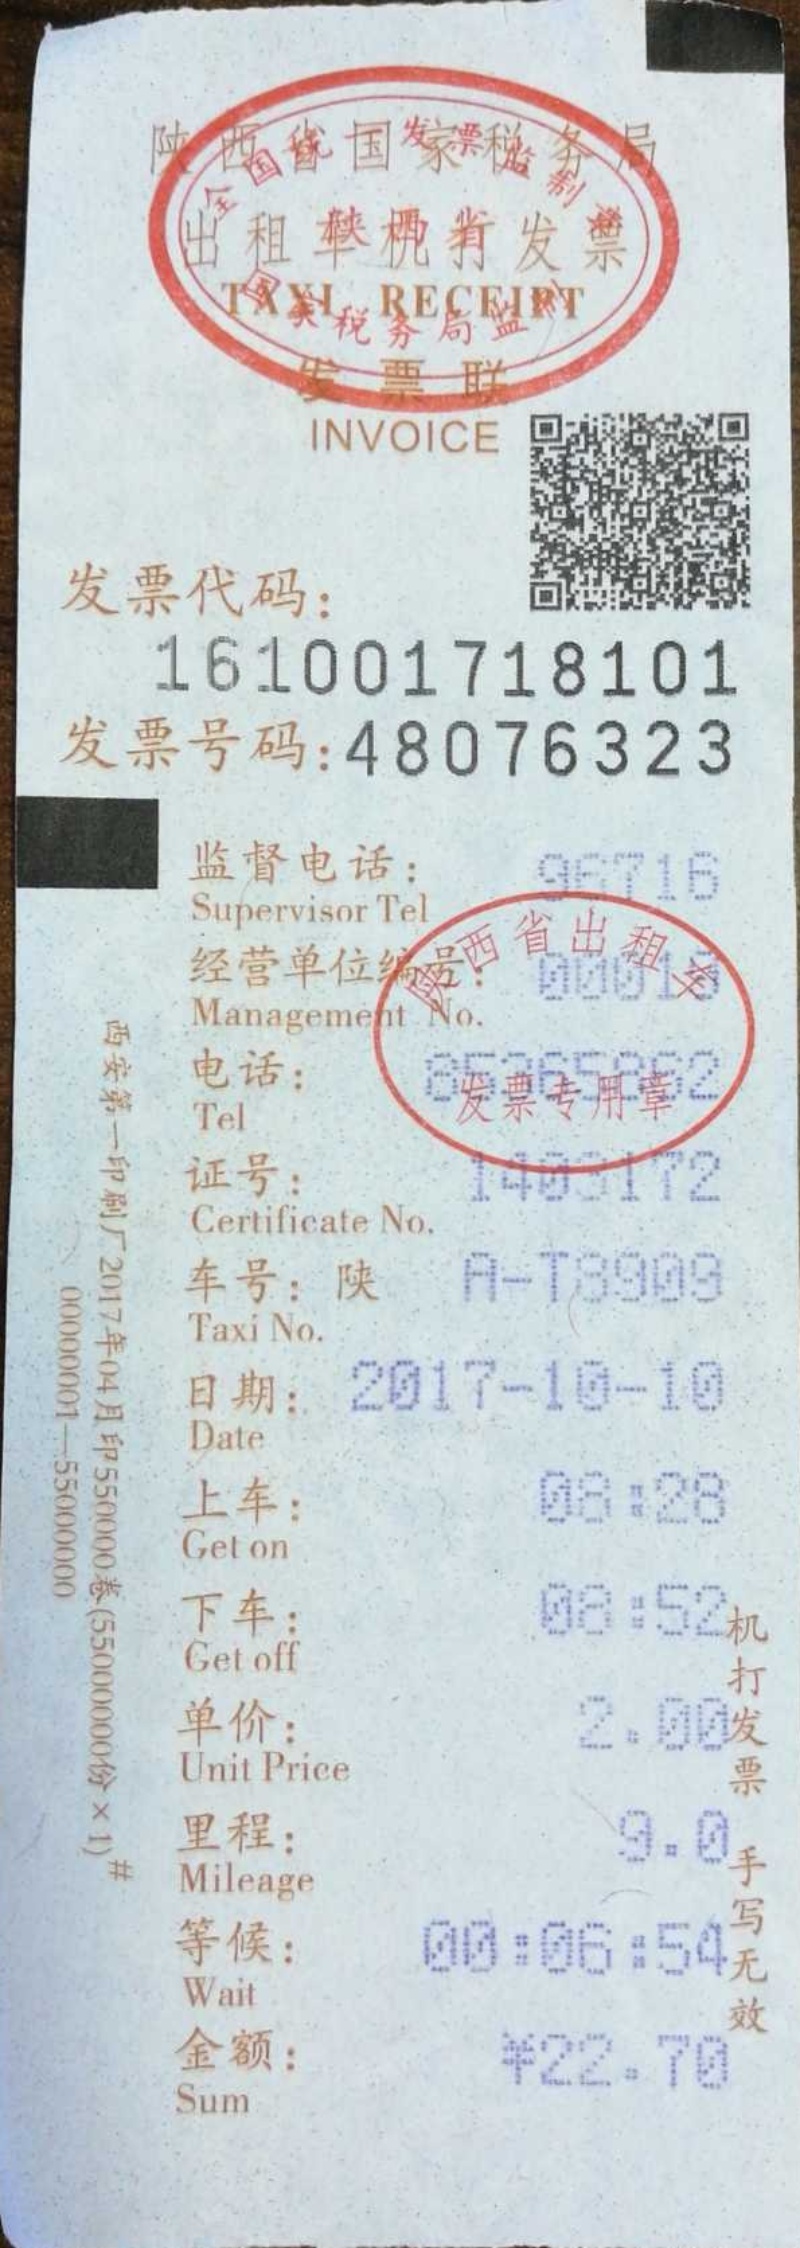 陕西省国家税务局
全国统一发票监制章
出租车机打发票
陕西省
TAXI RECEIPT
国家税务局监制
发票联
INVOICE
发票代码:
161001718101
发票号码:48076323
监督电话: 96716
Supervisor Tel
经营单位编号:
Management No.
陕西省出租车
电话:
Tel
发票专用章
证号: 1403172
Certificate No.
车号: 陕 A-T8909
Taxi No.
日期: 2017-10-10
Date
上车: 08:28
Get on
下车: 08:52
Get off
单价: 2.00
Unit Price
里程: 9.0
Mileage
等候: 00:06:54
Wait
金额: ¥22.70
Sum
机打发票 手写无效
西安第一印刷厂2017年04月印550000卷(55000000份×1)#
00000001—55000000